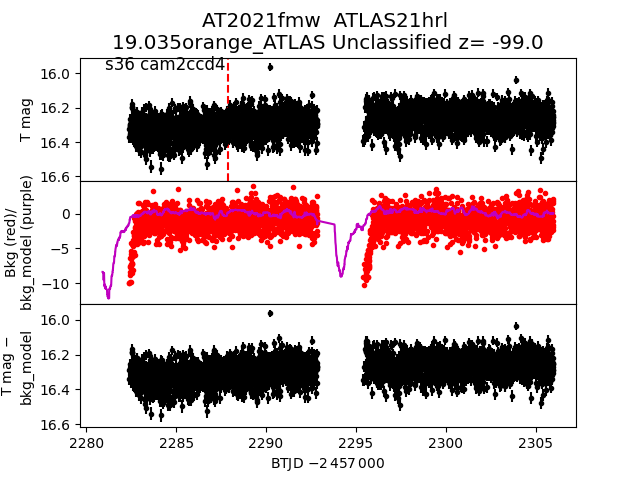 AT2021fmw  ATLAS21hrl
19.035orange_ATLAS Unclassified z= -99.0
s36 cam2ccd4
16.0
16.2
16.4
16.6
T mag
0
−5
−10
Bkg (red)/
bkg_model (purple)
16.0
16.2
16.4
16.6
T mag −
bkg_model
2280
2285
2290
2295
2300
2305
BTJD −2 457 000